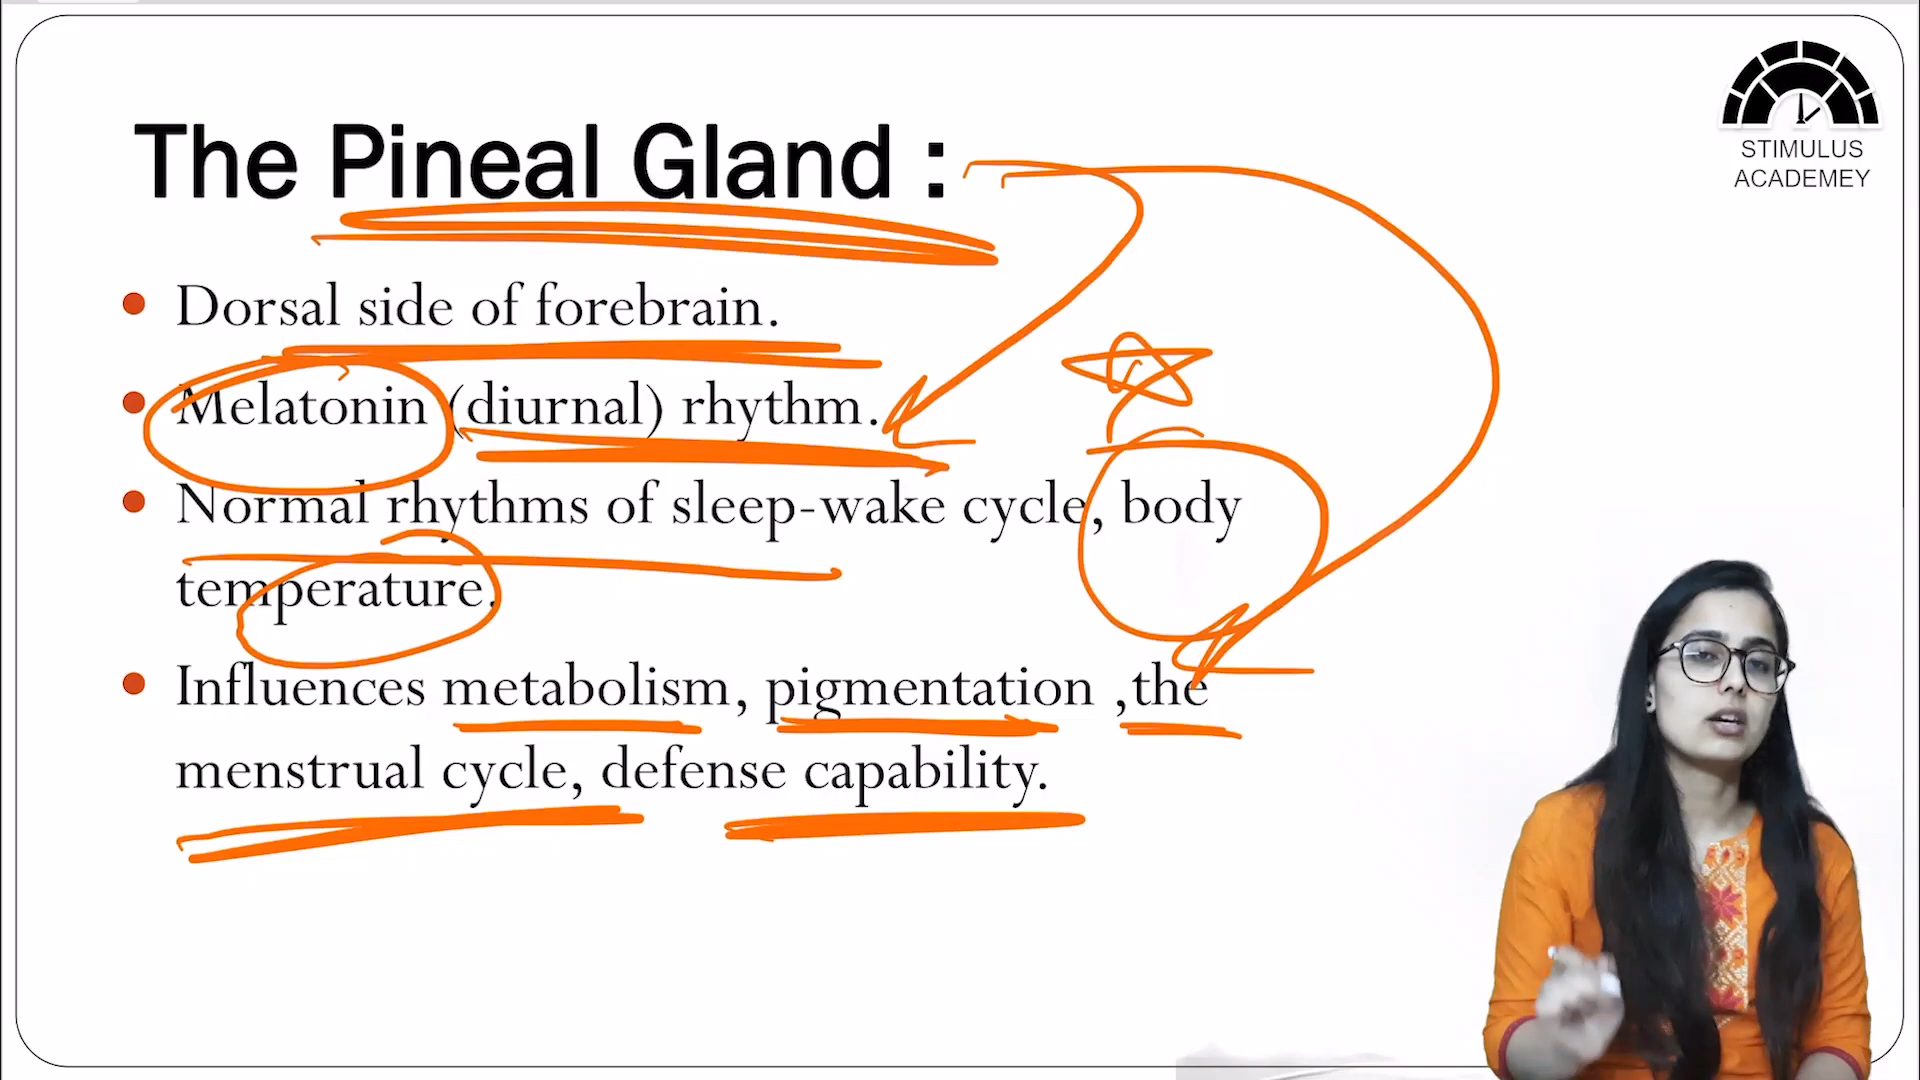 STIMULUS
ACADEMEY
The Pineal Gland :
Dorsal side of forebrain.
Melatonin (diurnal) rhythm.
Normal rhythms of sleep-wake cycle, body
temperature.
Influences metabolism, pigmentation ,the
menstrual cycle, defense capability.